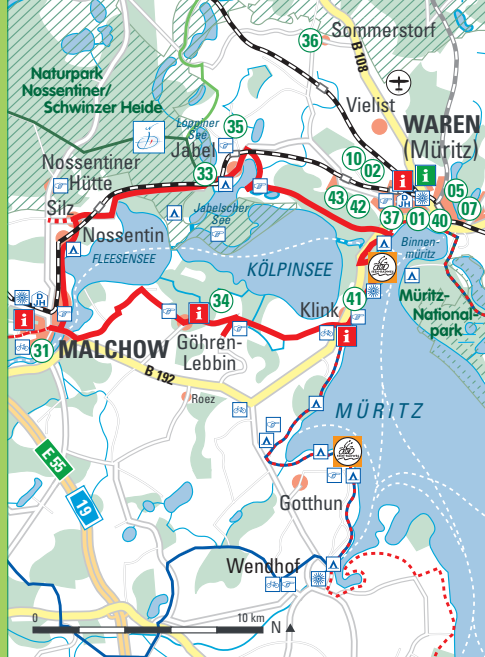 Sommerstorf
36
B 108
Naturpark
Nossentiner/
Schwinzer Heide
Vielist
Loppiner
See
35
WAREN
(Müritz)
Jabel
10
02
Nossentiner
Hütte
33
i
i
05
Silz
43
42
D
JH
07
37
01
40
Jabelscher
See
Nossentin
Binnen-
müritz
FLEESENSEE
KÖLPINSEE
D
JH
34
41
Müritz-
National-
park
i
i
Klink
i
31
MALCHOW
Göhren-
Lebbin
B 192
Roez
MÜRITZ
E 55
19
Gotthun
Wendhof
0
10 km
N